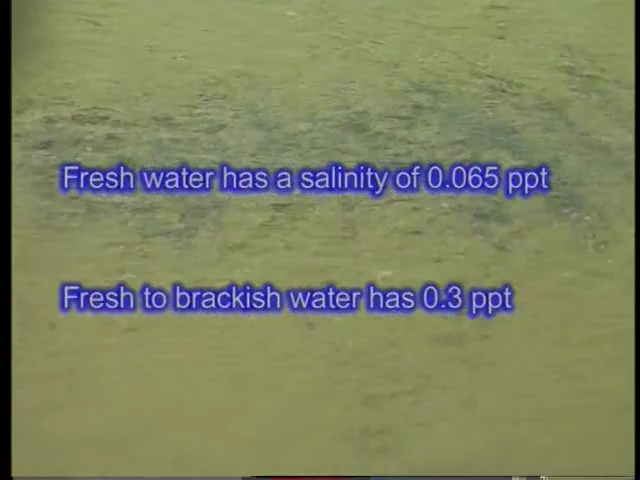 Fresh water has a salinity of 0.065 ppt
Fresh to brackish water has 0.3 ppt